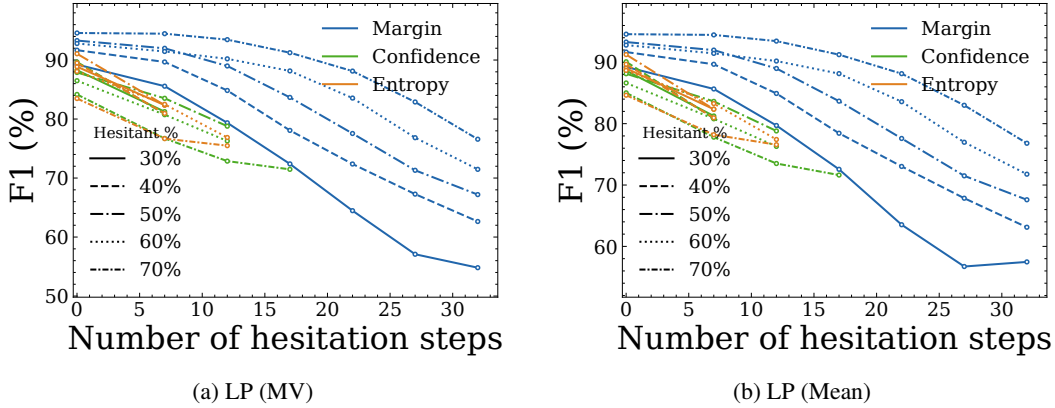 Margin
Confidence
Entropy
Hesitant %
30%
40%
50%
60%
70%
F1 (%)
90
80
70
60
50
0 5 10 15 20 25 30
Number of hesitation steps
(a) LP (MV)
Margin
Confidence
Entropy
Hesitant %
30%
40%
50%
60%
70%
F1 (%)
90
80
70
60
0 5 10 15 20 25 30
Number of hesitation steps
(b) LP (Mean)